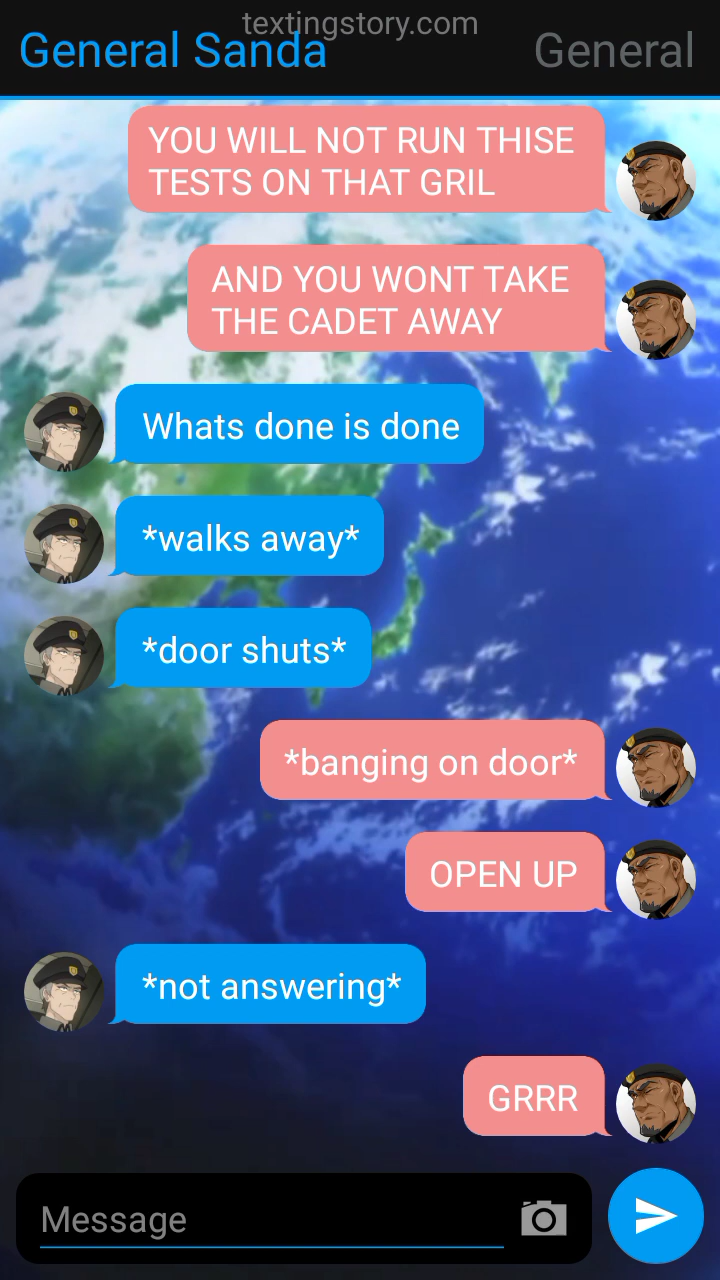 textingstory.com
General Sanda
General
YOU WILL NOT RUN THISE
TESTS ON THAT GRIL
AND YOU WONT TAKE
THE CADET AWAY
Whats done is done
*walks away*
*door shuts*
*banging on door*
OPEN UP
*not answering*
GRRR
Message